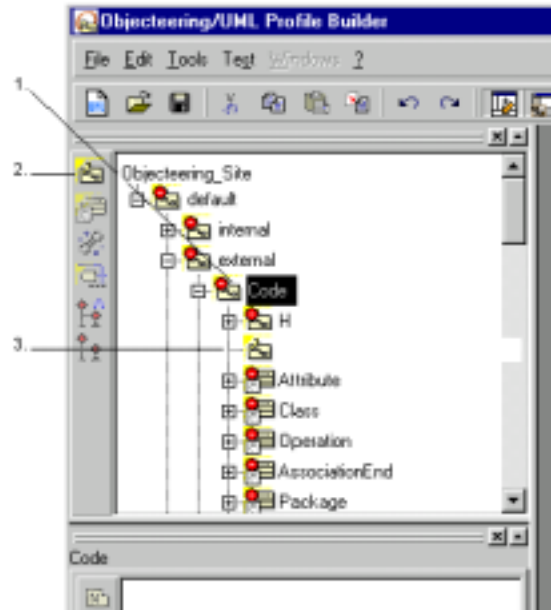 Objecteering/UML Profile Builder
File Edit Tools Test Windows ?
1.
2.
Objecteering_Site
default
internal
external
Code
H
3.
Attribute
Class
Operation
AssociationEnd
Package
Code